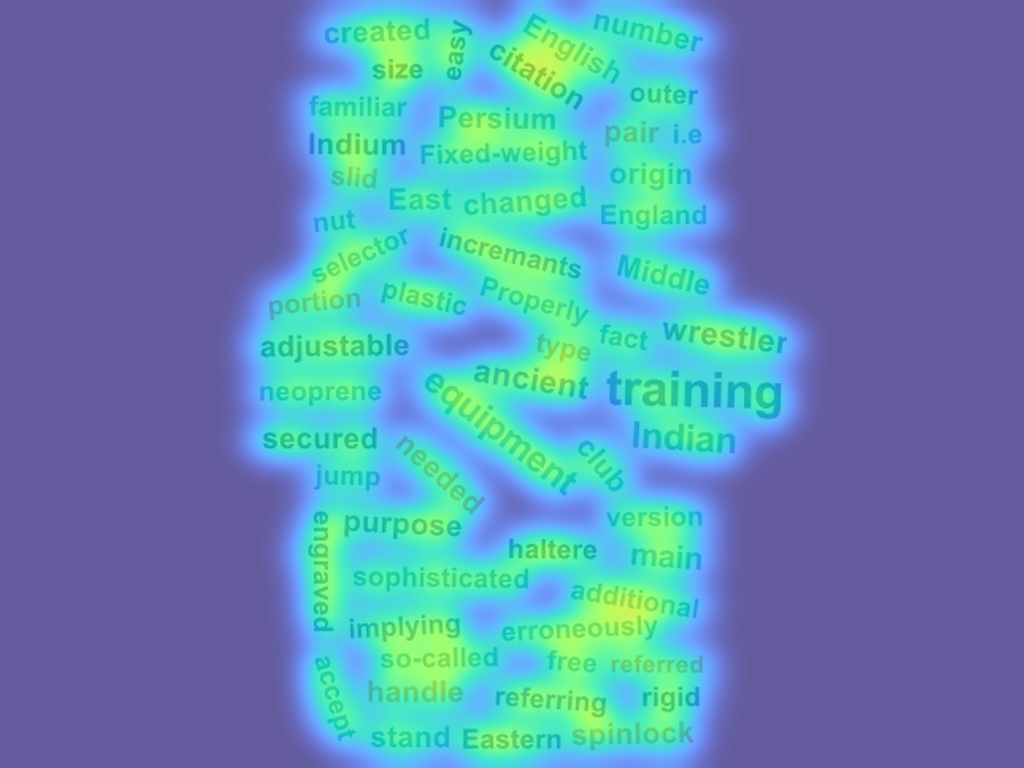 created easy English number
size citation outer
familiar Persium pair i.e
Indium Fixed-weight
slid origin
East changed England
nut
selector incremants Middle
portion plastic Properly
adjustable type fact wrestler
neoprene ancient training
secured equipment Indian
jump needed club
engraved purpose version
haltere main
sophisticated additional
implying erroneously
accept so-called free referred
handle referring rigid
stand Eastern spinlock